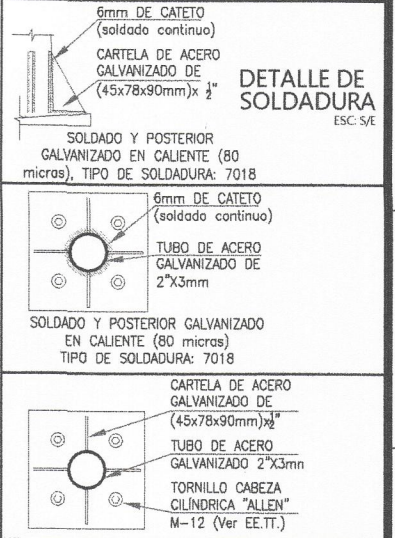 6mm DE CATETO
(soldado continuo)
CARTELA DE ACERO
GALVANIZADO DE
(45x78x90mm)x ½"
DETALLE DE
SOLDADURA
ESC: S/E
SOLDADO Y POSTERIOR
GALVANIZADO EN CALIENTE (80
micras), TIPO DE SOLDADURA: 7018
6mm DE CATETO
(soldado continuo)
TUBO DE ACERO
GALVANIZADO DE
2"X3mm
SOLDADO Y POSTERIOR GALVANIZADO
EN CALIENTE (80 micras)
TIPO DE SOLDADURA: 7018
CARTELA DE ACERO
GALVANIZADO DE
(45x78x90mm)x½"
TUBO DE ACERO
GALVANIZADO 2"X3mm
TORNILLO CABEZA
CILÍNDRICA "ALLEN"
M-12 (Ver EE.TT.)